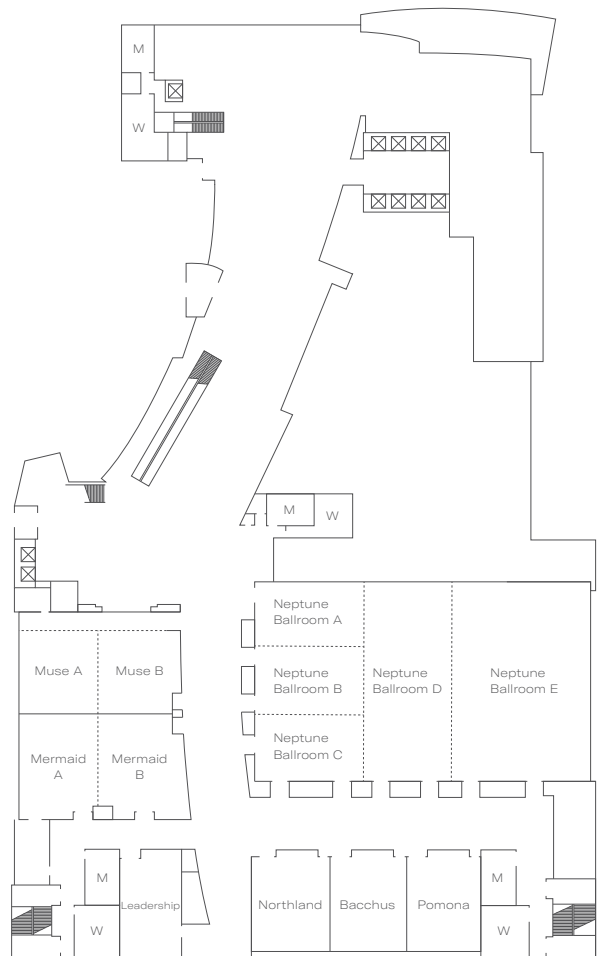 M
W
M
W
Neptune
Ballroom A
Muse A
Muse B
Neptune
Ballroom B
Neptune
Ballroom D
Neptune
Ballroom E
Neptune
Ballroom C
Mermaid
A
Mermaid
B
M
Leadership
W
Northland
Bacchus
Pomona
M
W